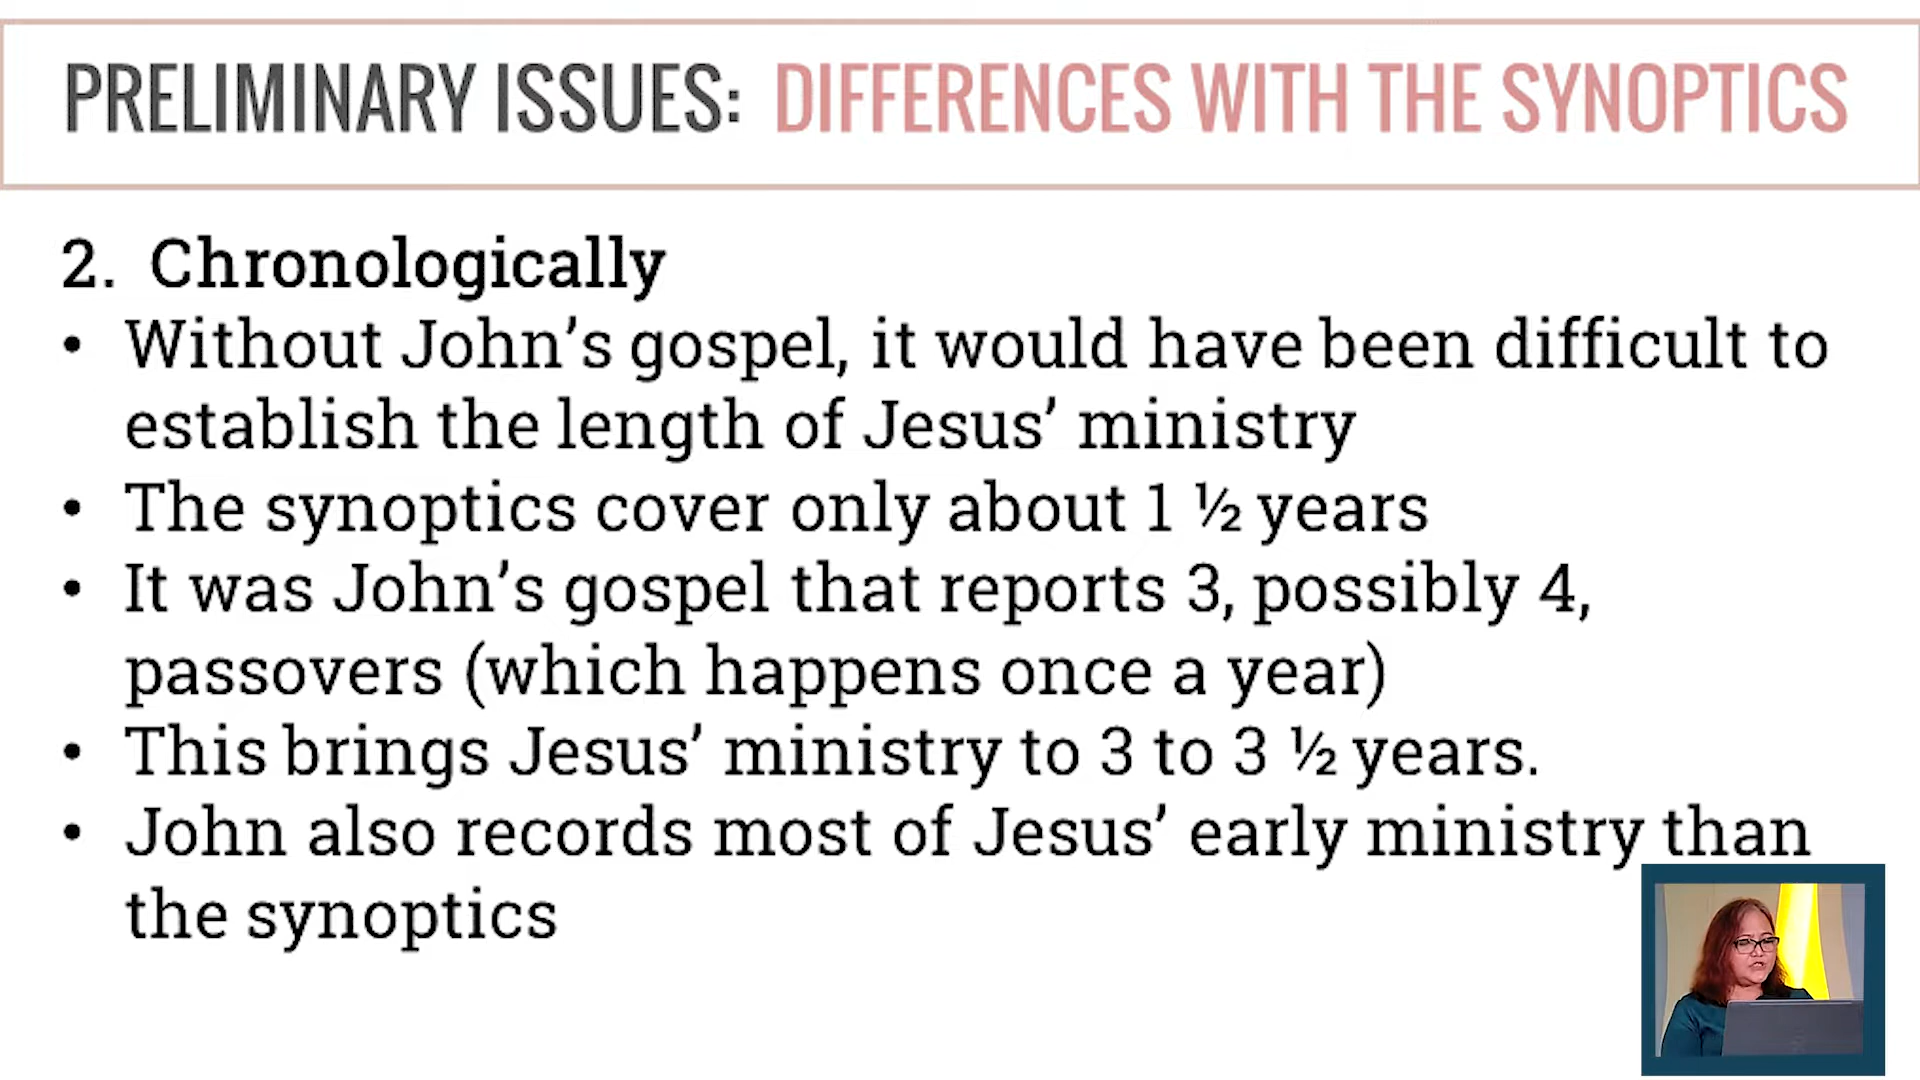 PRELIMINARY ISSUES: DIFFERENCES WITH THE SYNOPTICS
2. Chronologically
• Without John’s gospel, it would have been difficult to
establish the length of Jesus’ ministry
• The synoptics cover only about 1 ½ years
• It was John’s gospel that reports 3, possibly 4,
passovers (which happens once a year)
• This brings Jesus’ ministry to 3 to 3 ½ years.
• John also records most of Jesus’ early ministry than
the synoptics